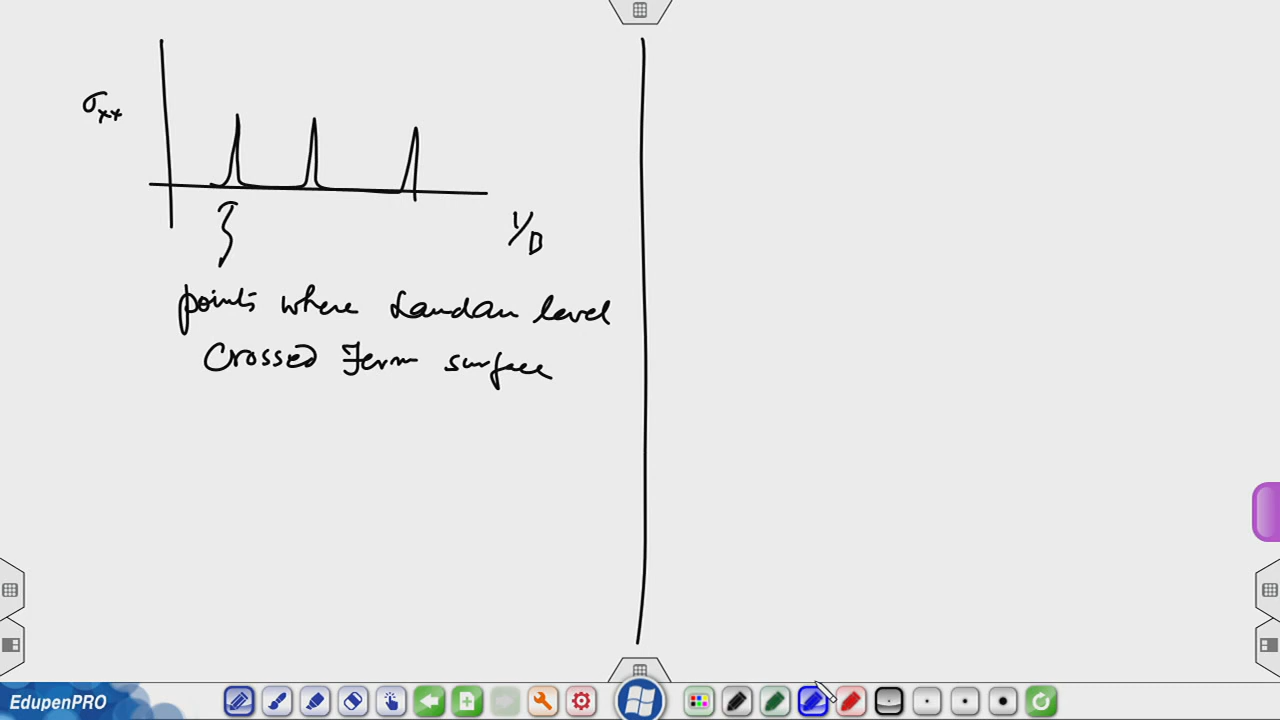 σxx
1/B
points where Landau level
Crossed Fermi surface
EdupenPRO